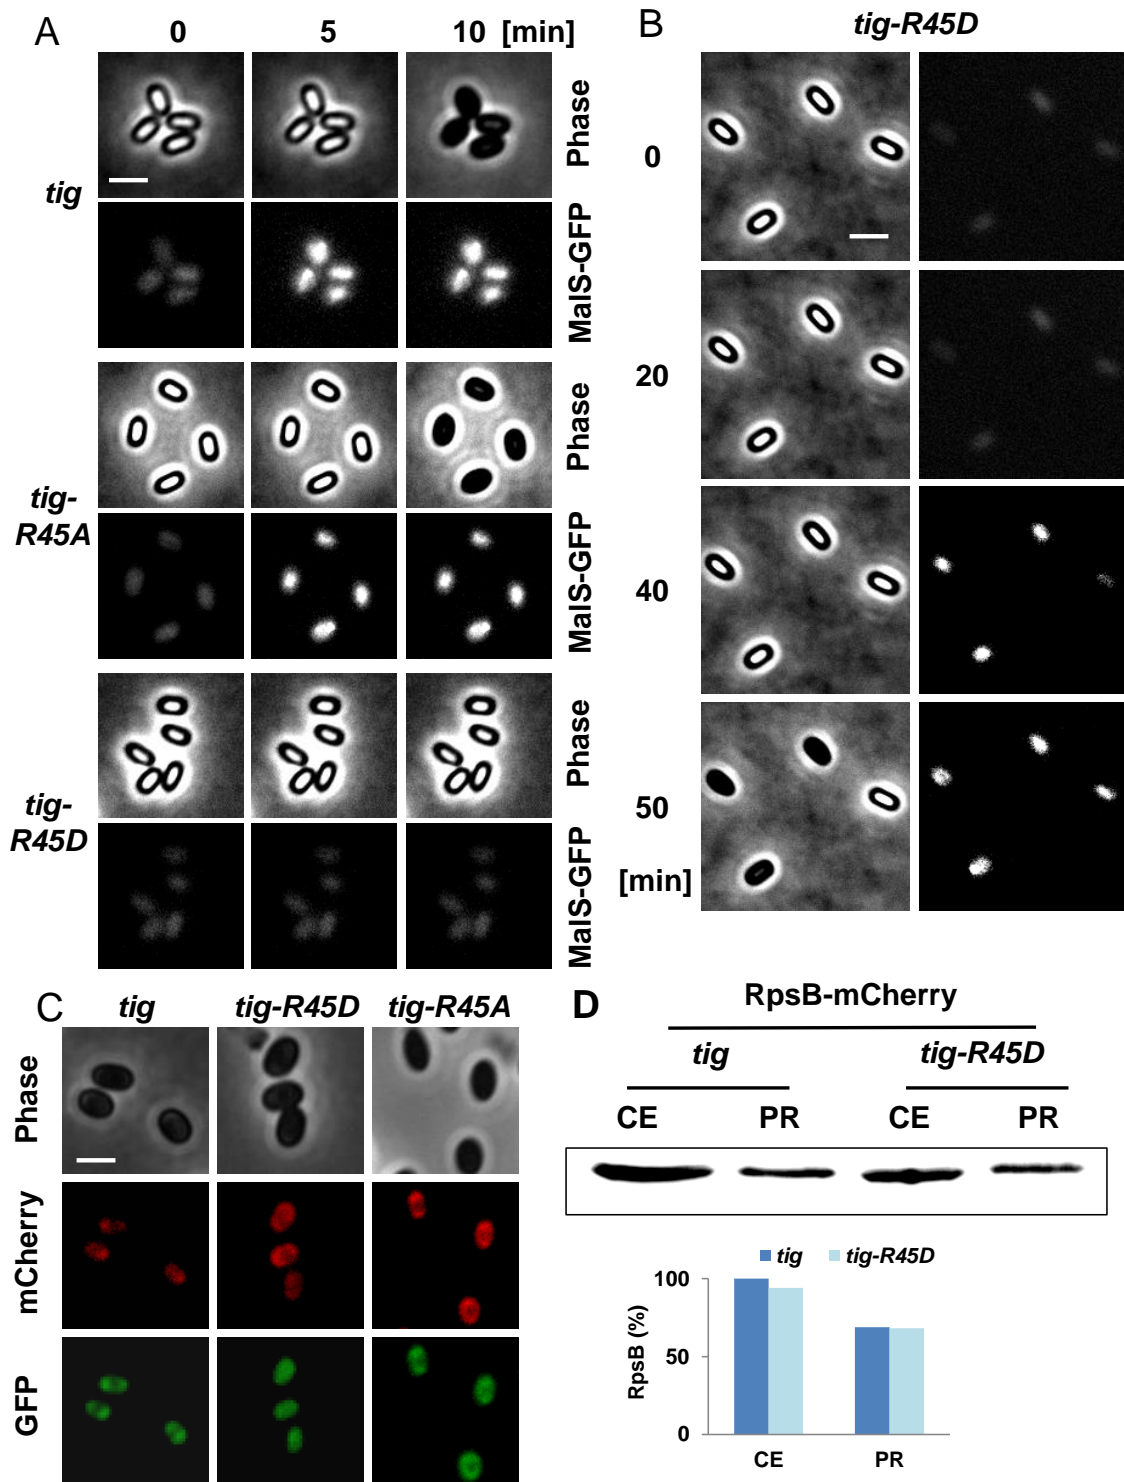 A
0 5 10 [min]
tig
Phase
MalS-GFP
tig-
R45A
Phase
MalS-GFP
tig-
R45D
Phase
MalS-GFP
B
tig-R45D
0
20
40
50
[min]
C
tig tig-R45D tig-R45A
Phase
mCherry
GFP
D
RpsB-mCherry
tig tig-R45D
CE PR CE PR
tig tig-R45D
RpsB (%)
100
50
0
CE PR